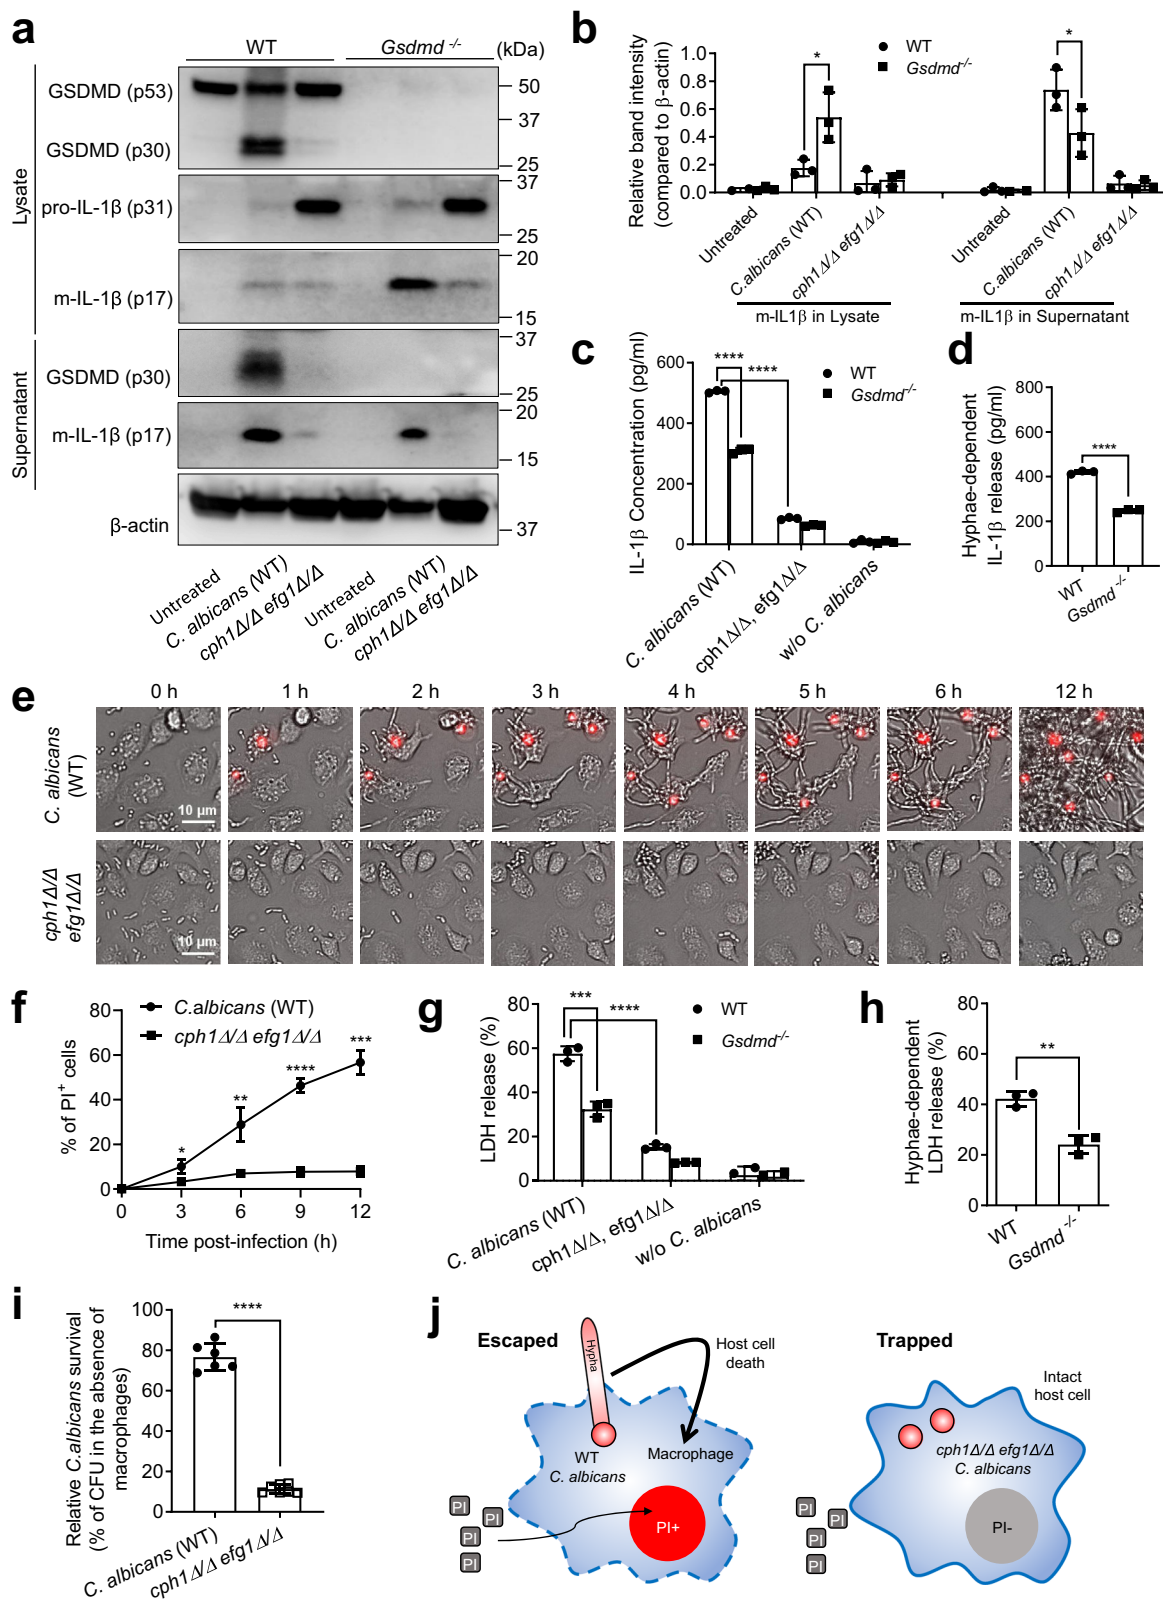 a
WT
Gsdmd -/-
(kDa)
Lysate
Supernatant
GSDMD (p53)
GSDMD (p30)
pro-IL-1β (p31)
m-IL-1β (p17)
GSDMD (p30)
m-IL-1β (p17)
β-actin
50
37
25
37
25
20
15
37
25
20
15
37
Untreated
C. albicans (WT)
cph1Δ/Δ efg1Δ/Δ
Untreated
C. albicans (WT)
cph1Δ/Δ efg1Δ/Δ
b
Relative band intensity
(compared to β-actin)
1.0
0.8
0.6
0.4
0.2
0.0
*
*
WT
Gsdmd-/-
Untreated
C.albicans (WT)
cph1Δ/Δ efg1Δ/Δ
Untreated
C.albicans (WT)
cph1Δ/Δ efg1Δ/Δ
m-IL1β in Lysate
m-IL1β in Supernatant
c
IL-1β Concentration (pg/ml)
600
400
200
0
****
****
WT
Gsdmd-/-
C. albicans (WT)
cph1Δ/Δ, efg1Δ/Δ
w/o C. albicans
d
Hyphae-dependent
IL-1β release (pg/ml)
800
600
400
200
0
****
WT
Gsdmd -/-
e
0 h
1 h
2 h
3 h
4 h
5 h
6 h
12 h
C. albicans
(WT)
10 μm
cph1Δ/Δ
efg1Δ/Δ
10 μm
f
% of PI+ cells
80
60
40
20
0
C.albicans (WT)
cph1Δ/Δ efg1Δ/Δ
*
**
****
***
0
3
6
9
12
Time post-infection (h)
g
LDH release (%)
80
60
40
20
0
***
****
WT
Gsdmd-/-
C. albicans (WT)
cph1Δ/Δ, efg1Δ/Δ
w/o C. albicans
h
Hyphae-dependent
LDH release (%)
80
60
40
20
0
**
WT
Gsdmd -/-
i
Relative C.albicans survival
(% of CFU in the absence of
macrophages)
100
80
60
40
20
0
****
C. albicans (WT)
cph1Δ/Δ efg1Δ/Δ
j
Escaped
Hypha
Host cell
death
WT
C. albicans
Macrophage
PI
PI
PI
PI
PI+
Trapped
Intact
host cell
cph1Δ/Δ efg1Δ/Δ
C. albicans
PI
PI
PI
PI
PI-